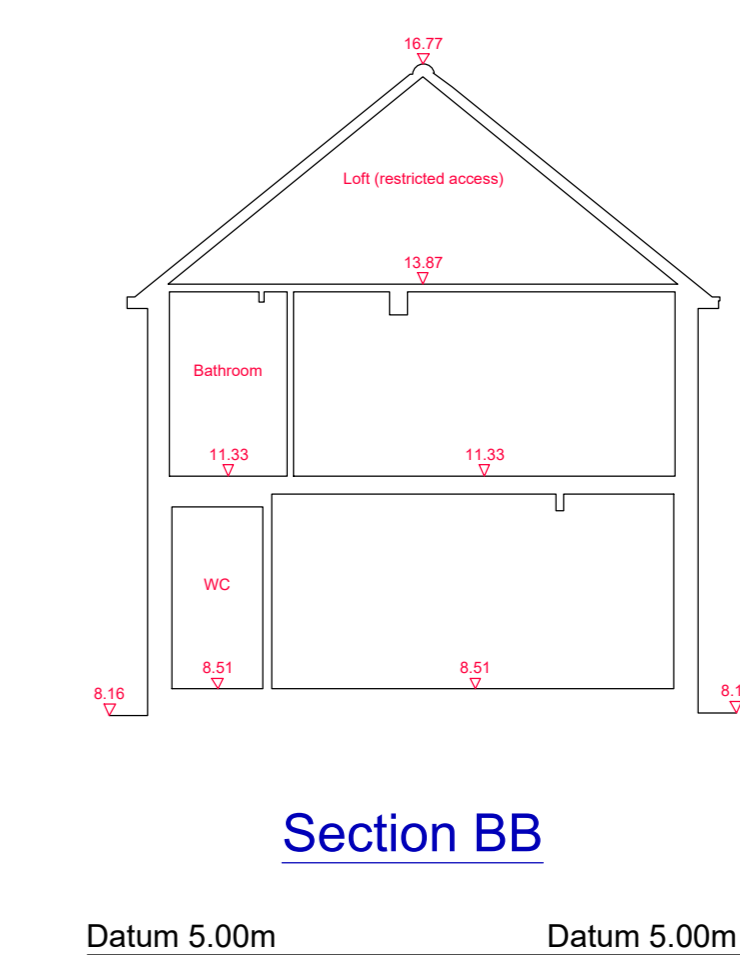 16.77
Loft (restricted access)
13.87
Bathroom
11.33 11.33
WC
8.51 8.51
8.16
Section BB
Datum 5.00m Datum 5.00m